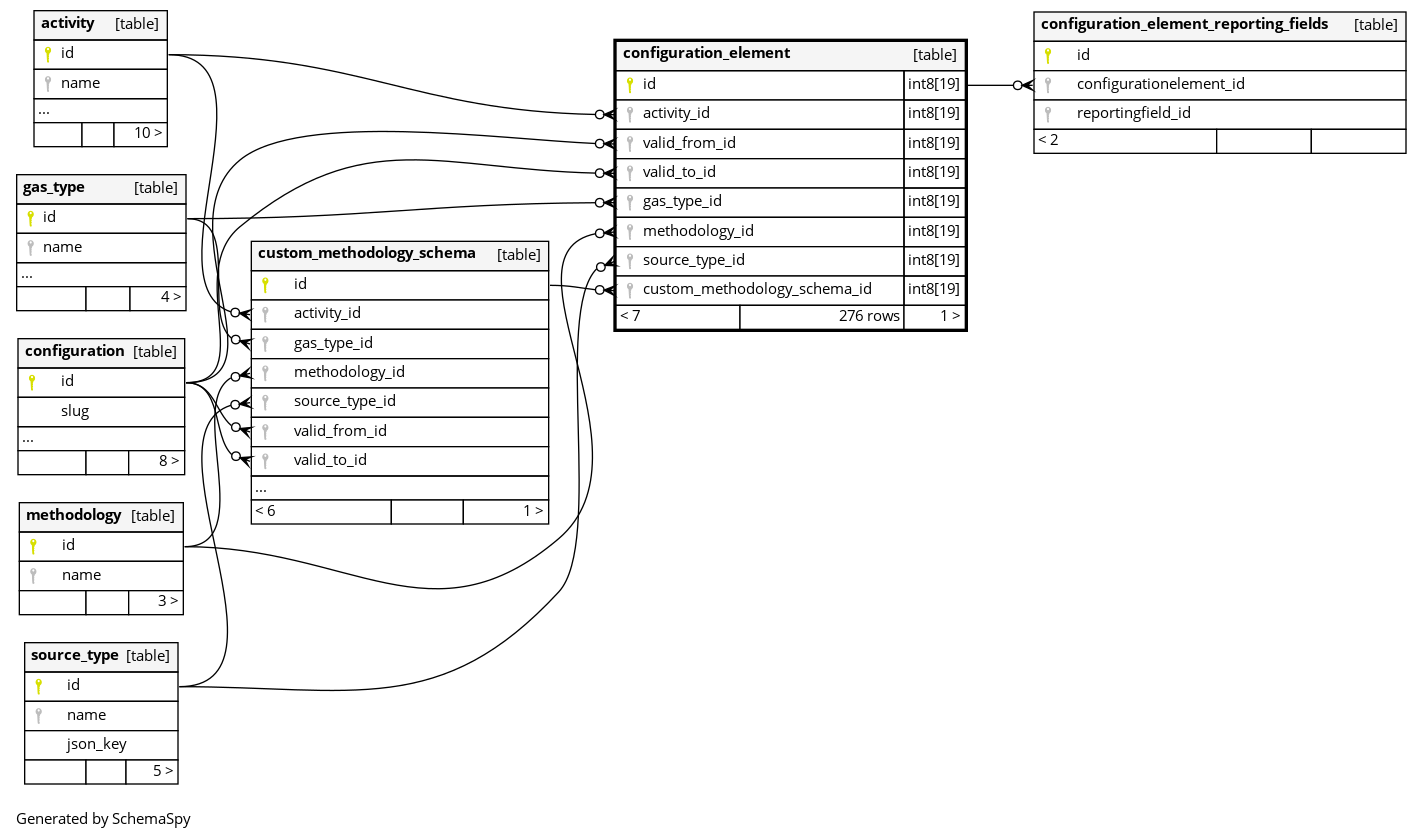 activity [table]
id
name
...
10 >
gas_type [table]
id
name
...
4 >
configuration [table]
id
slug
...
8 >
methodology [table]
id
name
3 >
source_type [table]
id
name
json_key
5 >
custom_methodology_schema [table]
id
activity_id
gas_type_id
methodology_id
source_type_id
valid_from_id
valid_to_id
...
< 6 1 >
configuration_element [table]
id int8[19]
activity_id int8[19]
valid_from_id int8[19]
valid_to_id int8[19]
gas_type_id int8[19]
methodology_id int8[19]
source_type_id int8[19]
custom_methodology_schema_id int8[19]
< 7 276 rows 1 >
configuration_element_reporting_fields [table]
id
configurationelement_id
reportingfield_id
< 2
Generated by SchemaSpy